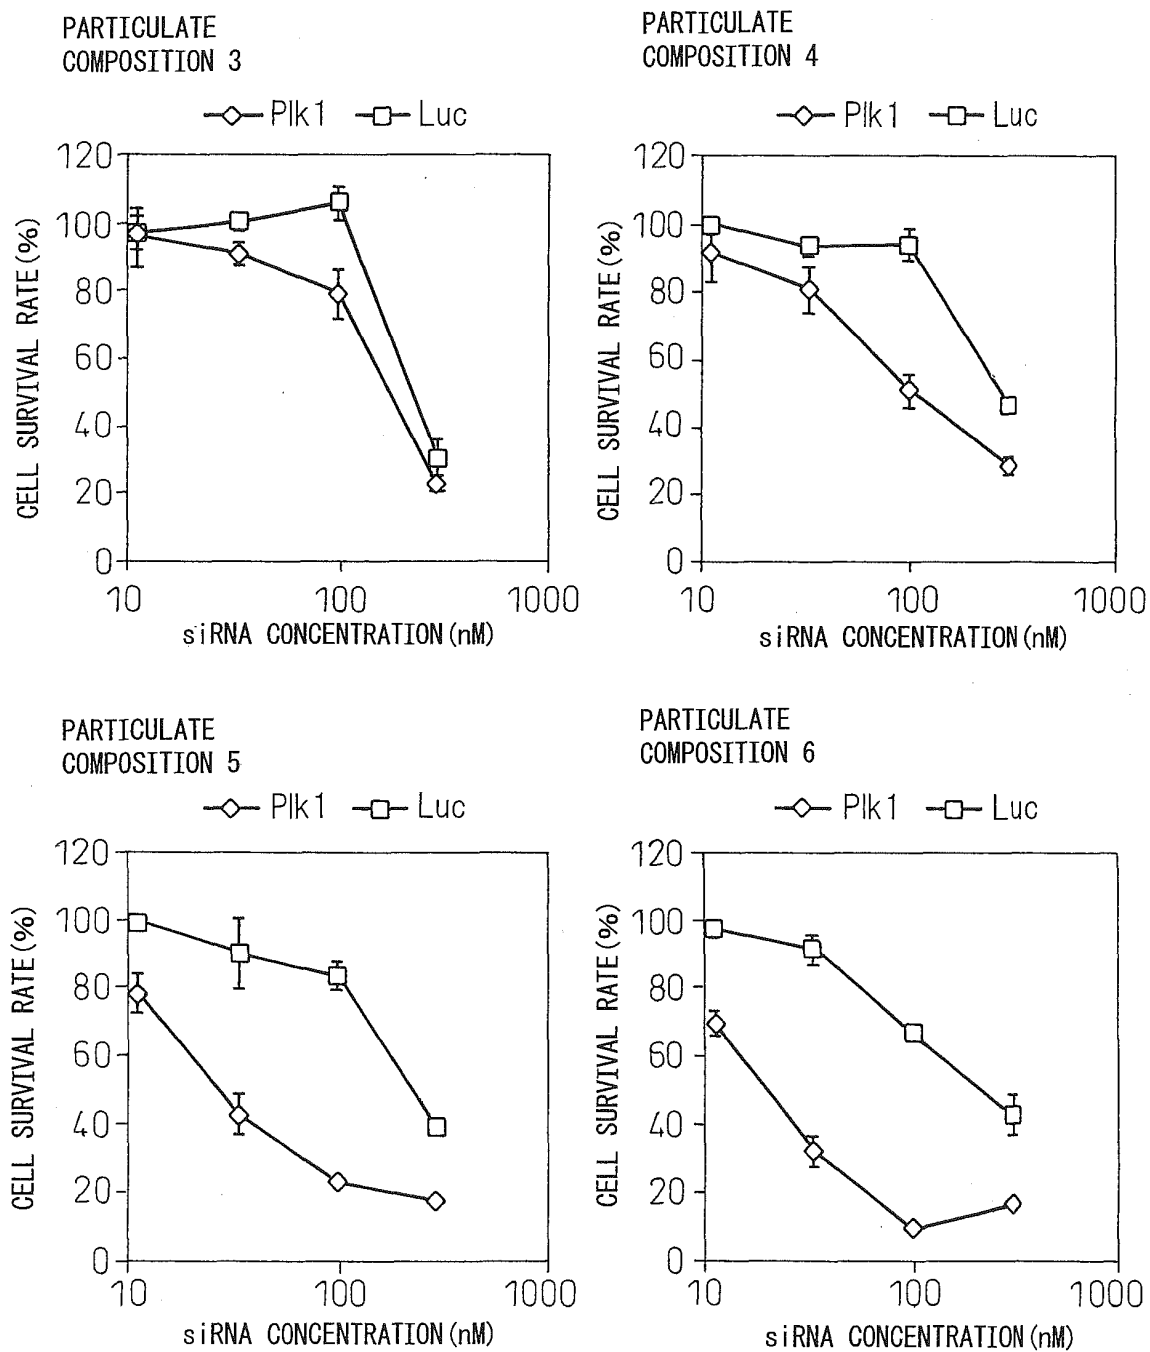 PARTICULATE
COMPOSITION 3
Plk1 Luc
120
100
80
60
40
20
0
CELL SURVIVAL RATE(%)
10 100 1000
siRNA CONCENTRATION(nM)
PARTICULATE
COMPOSITION 4
Plk1 Luc
120
100
80
60
40
20
0
CELL SURVIVAL RATE(%)
10 100 1000
siRNA CONCENTRATION(nM)
PARTICULATE
COMPOSITION 5
Plk1 Luc
120
100
80
60
40
20
0
CELL SURVIVAL RATE(%)
10 100 1000
siRNA CONCENTRATION(nM)
PARTICULATE
COMPOSITION 6
Plk1 Luc
120
100
80
60
40
20
0
CELL SURVIVAL RATE(%)
10 100 1000
siRNA CONCENTRATION(nM)